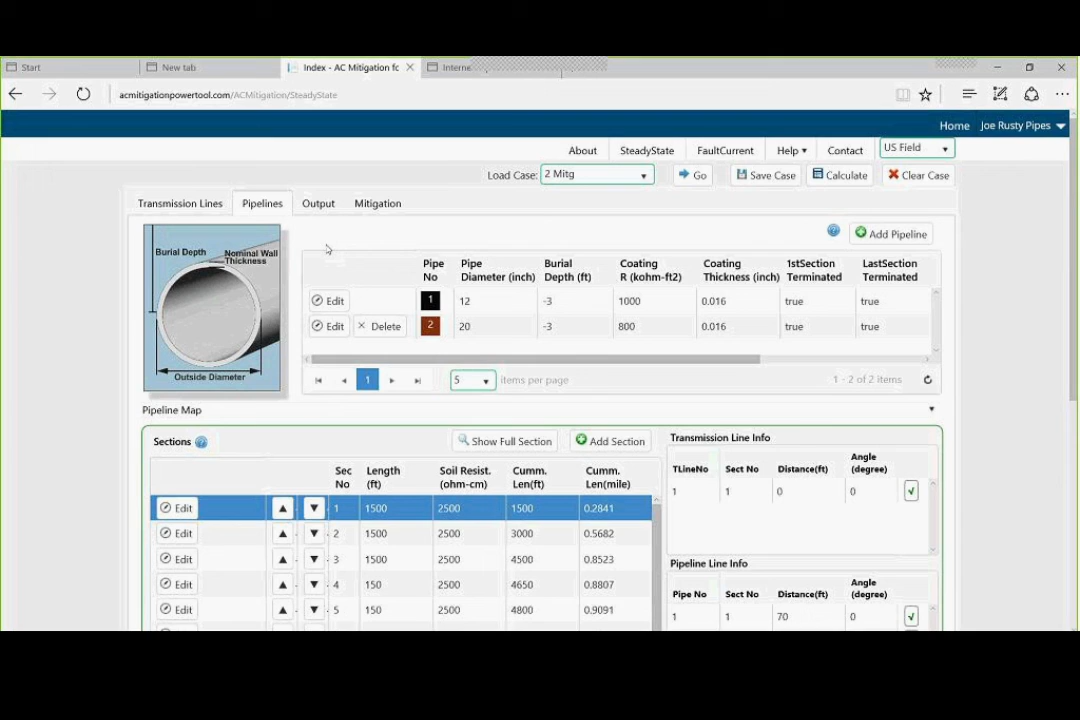 Start New tab Index - AC Mitigation fc Interne
acmitigationpowertool.com/ACMitigation/SteadyState
Home Joe Rusty Pipes
About SteadyState FaultCurrent Help Contact US Field
Load Case: 2 Mitg Go Save Case Calculate Clear Case
Transmission Lines Pipelines Output Mitigation
Add Pipeline
Burial Depth Nominal Wall
Thickness
Outside Diameter
Pipe Pipe Burial Coating Coating 1stSection LastSection
No Diameter (inch) Depth (ft) R (kohm-ft2) Thickness (inch) Terminated Terminated
Edit 1 12 -3 1000 0.016 true true
Edit Delete 2 20 -3 800 0.016 true true
1 5 items per page 1 - 2 of 2 items
Pipeline Map
Sections Show Full Section Add Section
Sec Length Soil Resist. Cumm. Cumm.
No (ft) (ohm-cm) Len(ft) Len(mile)
Edit 1 1500 2500 1500 0.2841
Edit 2 1500 2500 3000 0.5682
Edit 3 1500 2500 4500 0.8523
Edit 4 150 2500 4650 0.8807
Edit 5 150 2500 4800 0.9091
Transmission Line Info
Angle
TLineNo Sect No Distance(ft) (degree)
1 1 0 0
Pipeline Line Info
Angle
Pipe No Sect No Distance(ft) (degree)
1 1 70 0